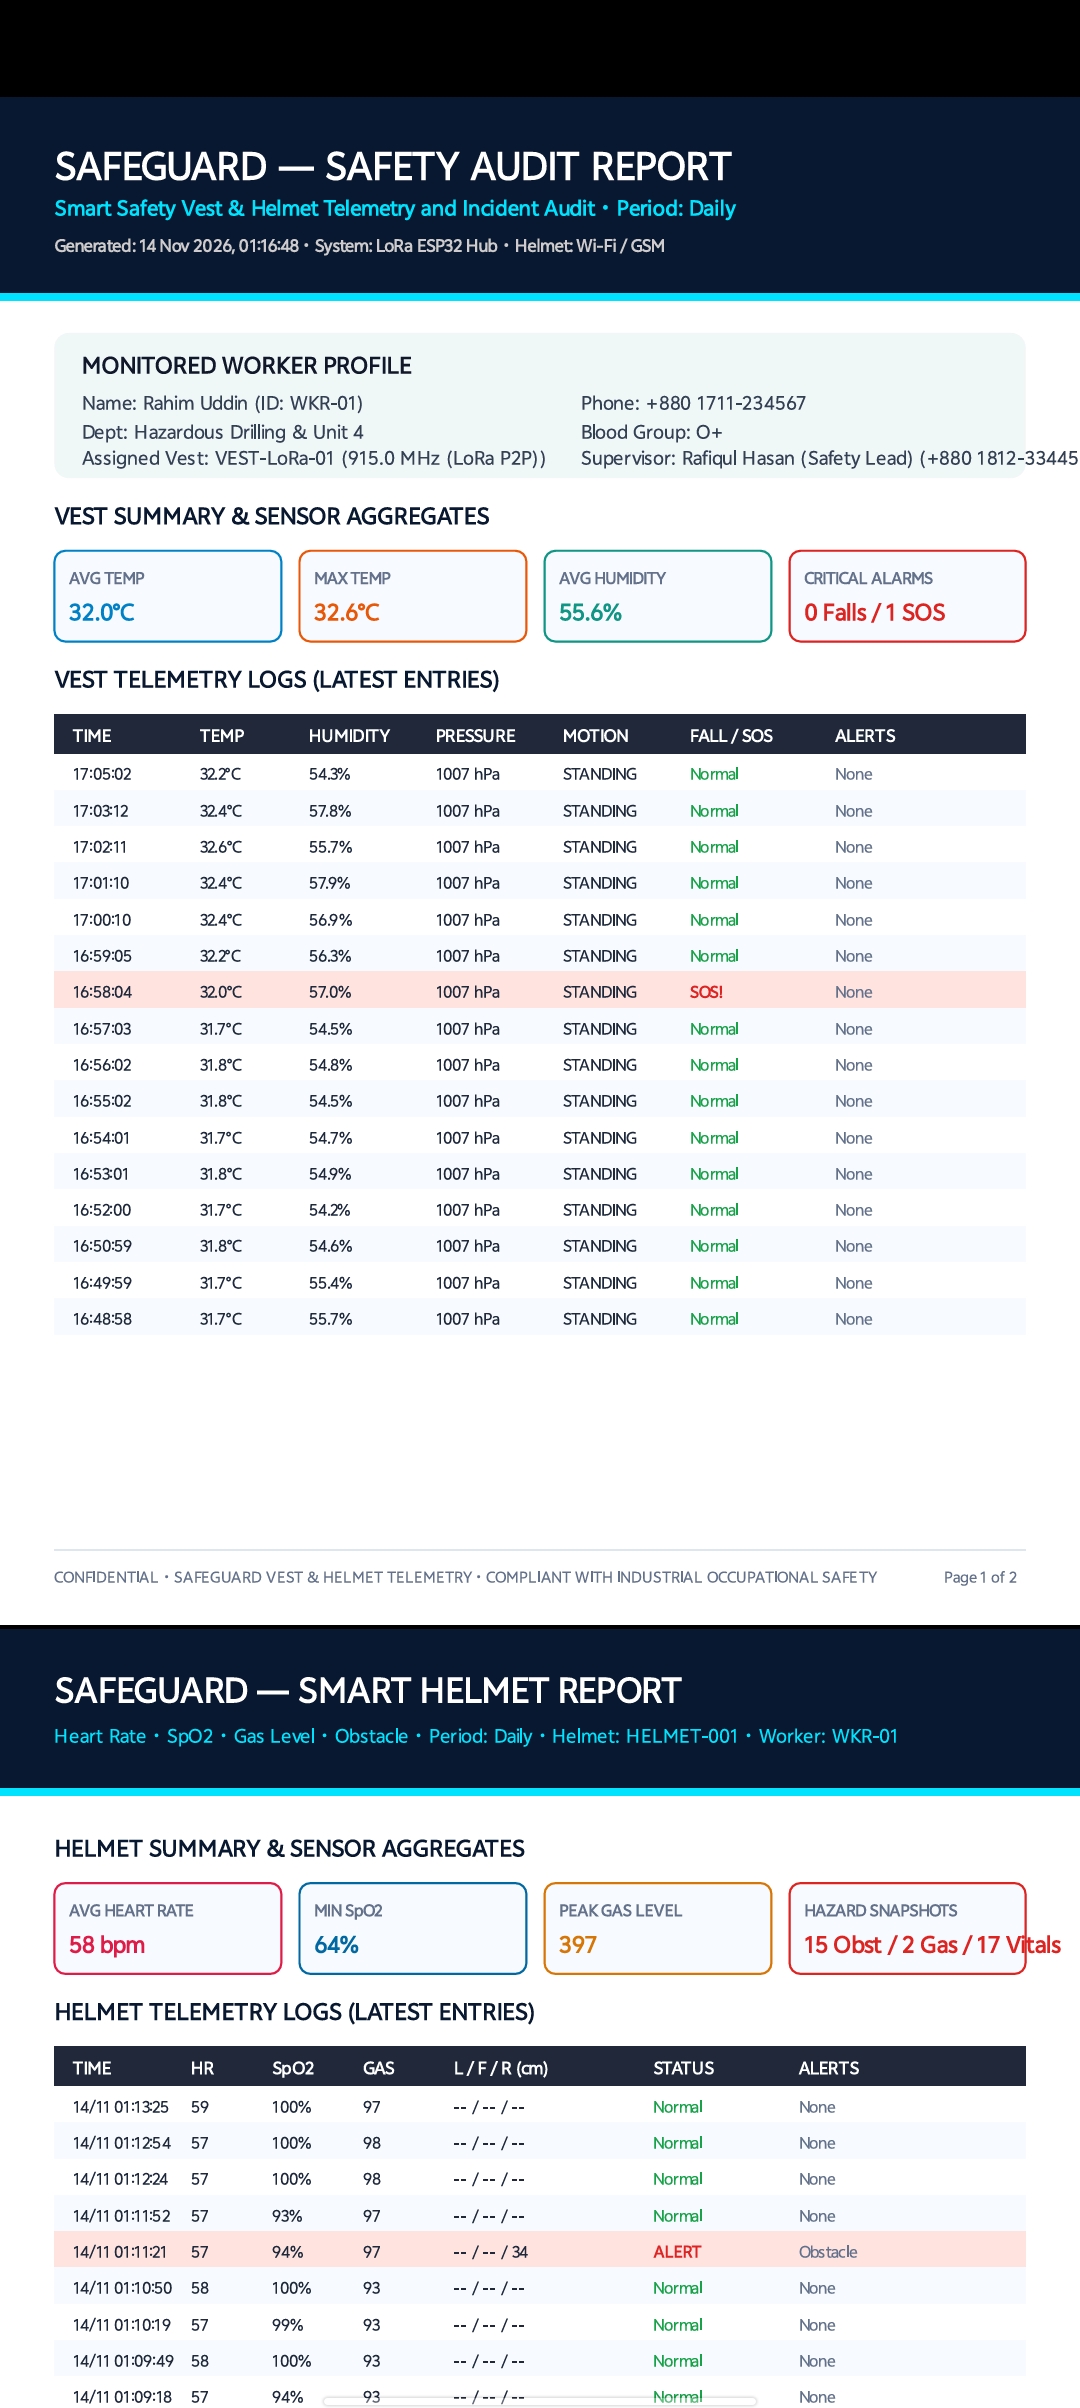 SAFEGUARD — SAFETY AUDIT REPORT
Smart Safety Vest & Helmet Telemetry and Incident Audit • Period: Daily
Generated: 14 Nov 2026, 01:16:48 • System: LoRa ESP32 Hub • Helmet: Wi-Fi / GSM
MONITORED WORKER PROFILE
Name: Rahim Uddin (ID: WKR-01) Phone: +880 1711-234567
Dept: Hazardous Drilling & Unit 4 Blood Group: O+
Assigned Vest: VEST-LoRa-01 (915.0 MHz (LoRa P2P)) Supervisor: Rafiqul Hasan (Safety Lead) (+880 1812-33445
VEST SUMMARY & SENSOR AGGREGATES
AVG TEMP MAX TEMP AVG HUMIDITY CRITICAL ALARMS
32.0°C 32.6°C 55.6% 0 Falls / 1 SOS
VEST TELEMETRY LOGS (LATEST ENTRIES)
TIME TEMP HUMIDITY PRESSURE MOTION FALL / SOS ALERTS
17:05:02 32.2°C 54.3% 1007 hPa STANDING Normal None
17:03:12 32.4°C 57.8% 1007 hPa STANDING Normal None
17:02:11 32.6°C 55.7% 1007 hPa STANDING Normal None
17:01:10 32.4°C 57.9% 1007 hPa STANDING Normal None
17:00:10 32.4°C 56.9% 1007 hPa STANDING Normal None
16:59:05 32.2°C 56.3% 1007 hPa STANDING Normal None
16:58:04 32.0°C 57.0% 1007 hPa STANDING SOS! None
16:57:03 31.7°C 54.5% 1007 hPa STANDING Normal None
16:56:02 31.8°C 54.8% 1007 hPa STANDING Normal None
16:55:02 31.8°C 54.5% 1007 hPa STANDING Normal None
16:54:01 31.7°C 54.7% 1007 hPa STANDING Normal None
16:53:01 31.8°C 54.9% 1007 hPa STANDING Normal None
16:52:00 31.7°C 54.2% 1007 hPa STANDING Normal None
16:50:59 31.8°C 54.6% 1007 hPa STANDING Normal None
16:49:59 31.7°C 55.4% 1007 hPa STANDING Normal None
16:48:58 31.7°C 55.7% 1007 hPa STANDING Normal None
CONFIDENTIAL • SAFEGUARD VEST & HELMET TELEMETRY • COMPLIANT WITH INDUSTRIAL OCCUPATIONAL SAFETY Page 1 of 2
SAFEGUARD — SMART HELMET REPORT
Heart Rate • SpO2 • Gas Level • Obstacle • Period: Daily • Helmet: HELMET-001 • Worker: WKR-01
HELMET SUMMARY & SENSOR AGGREGATES
AVG HEART RATE MIN SpO2 PEAK GAS LEVEL HAZARD SNAPSHOTS
58 bpm 64% 397 15 Obst / 2 Gas / 17 Vitals
HELMET TELEMETRY LOGS (LATEST ENTRIES)
TIME HR SpO2 GAS L / F / R (cm) STATUS ALERTS
14/11 01:13:25 59 100% 97 -- / -- / -- Normal None
14/11 01:12:54 57 100% 98 -- / -- / -- Normal None
14/11 01:12:24 57 100% 98 -- / -- / -- Normal None
14/11 01:11:52 57 93% 97 -- / -- / -- Normal None
14/11 01:11:21 57 94% 97 -- / -- / 34 ALERT Obstacle
14/11 01:10:50 58 100% 93 -- / -- / -- Normal None
14/11 01:10:19 57 99% 93 -- / -- / -- Normal None
14/11 01:09:49 58 100% 93 -- / -- / -- Normal None
14/11 01:09:18 57 94% 93 -- / -- / -- Normal None